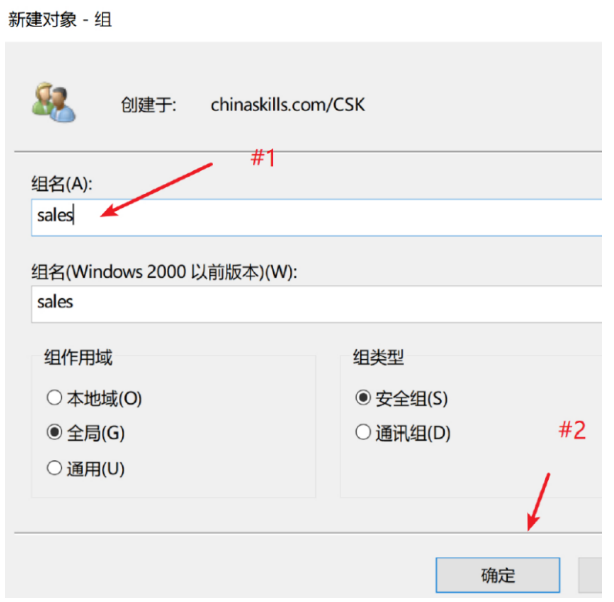 新建对象 - 组
创建于: chinaskills.com/CSK
#1
组名(A):
sales
组名(Windows 2000 以前版本)(W):
sales
组作用域
本地域(O)
全局(G)
通用(U)
组类型
安全组(S)
通讯组(D)
#2
确定